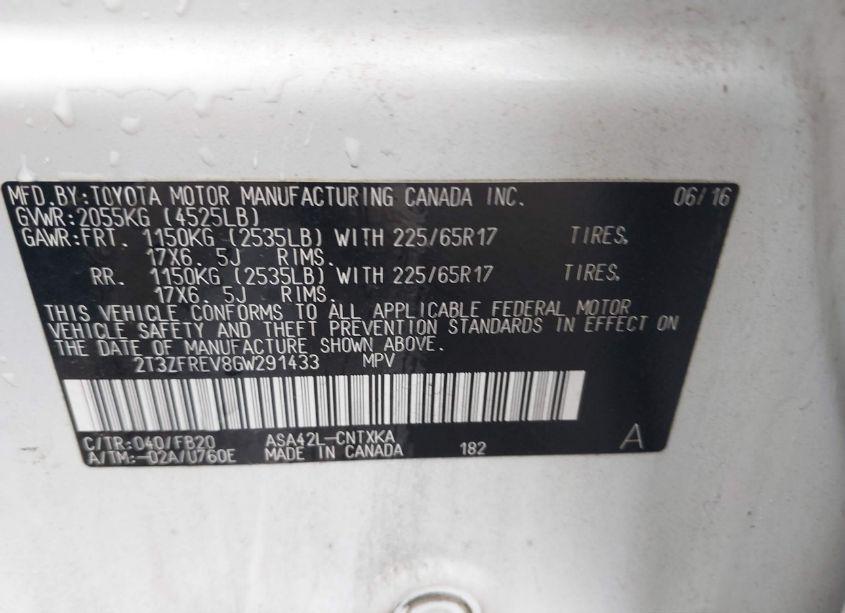 MFD.BY:TOYOTA MOTOR MANUFACTURING CANADA INC. 06/16
GVWR:2055KG (4525LB)
GAWR:FRT. 1150KG (2535LB) WITH 225/65R17 TIRES,
17X6.5J RIMS.
RR. 1150KG (2535LB) WITH 225/65R17 TIRES,
17X6.5J RIMS.
THIS VEHICLE CONFORMS TO ALL APPLICABLE FEDERAL MOTOR
VEHICLE SAFETY AND THEFT PREVENTION STANDARDS IN EFFECT ON
THE DATE OF MANUFACTURE SHOWN ABOVE.
2T3ZFREV8GW291433 MPV
C/TR:040/FB20 ASA42L-CNTXKA
A/TM:-02A/U760E MADE IN CANADA 182 A